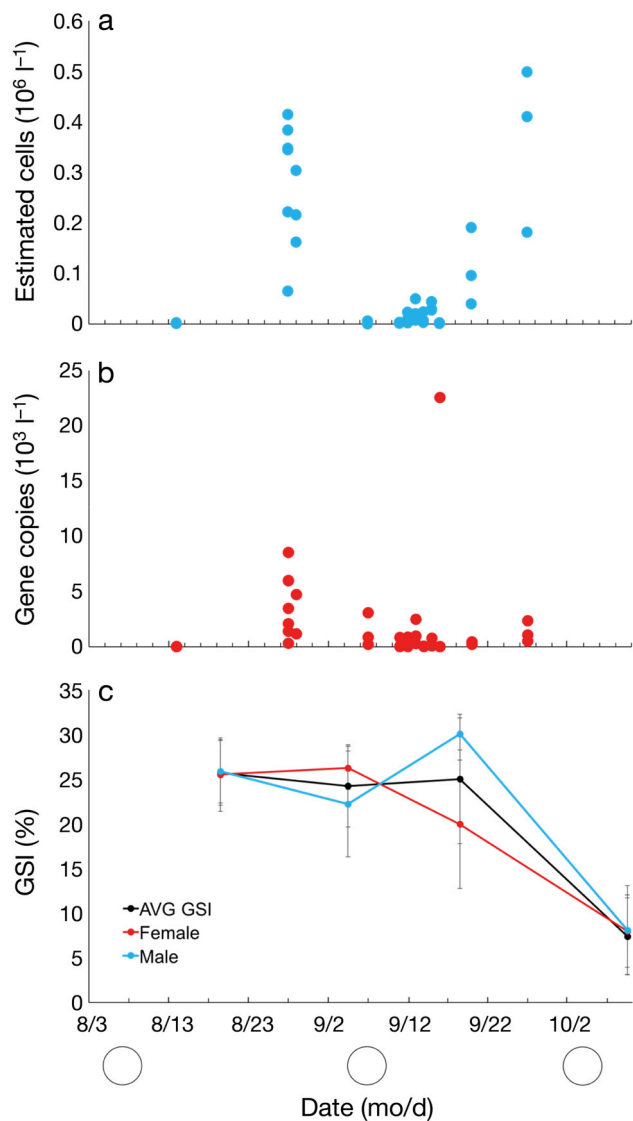 a
0.6
0.5
0.4
0.3
0.2
0.1
0
Estimated cells (10⁶ l⁻¹)
b
25
20
15
10
5
0
Gene copies (10³ l⁻¹)
c
35
30
25
20
15
10
5
0
GSI (%)
AVG GSI
Female
Male
8/3 8/13 8/23 9/2 9/12 9/22 10/2
Date (mo/d)